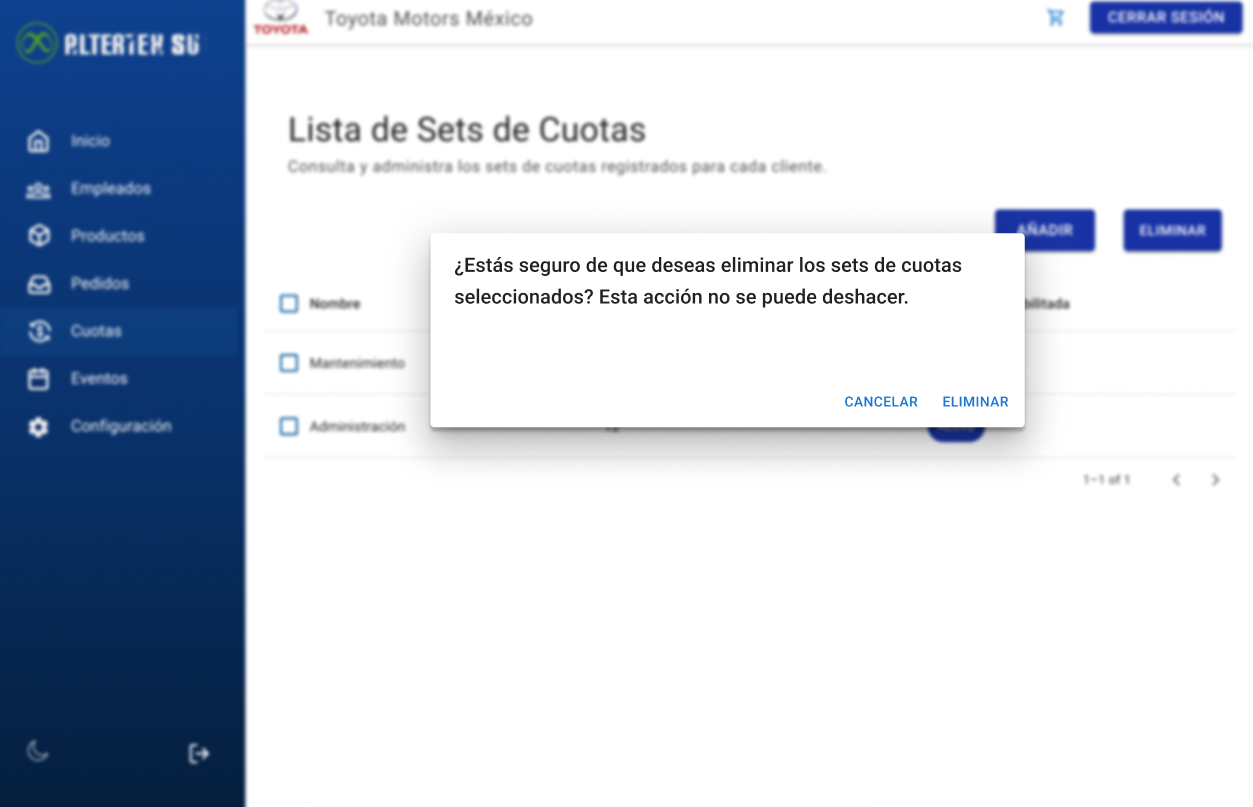 ALTERTEX SU
TOYOTA
Toyota Motors México
CERRAR SESIÓN
Inicio
Empleados
Productos
Pedidos
Cuotas
Eventos
Configuración
Lista de Sets de Cuotas
Consulta y administra los sets de cuotas registrados para cada cliente.
AÑADIR
ELIMINAR
¿Estás seguro de que deseas eliminar los sets de cuotas
seleccionados? Esta acción no se puede deshacer.
CANCELAR
ELIMINAR
Nombre
Mantenimiento
Administración
1–1 of 1